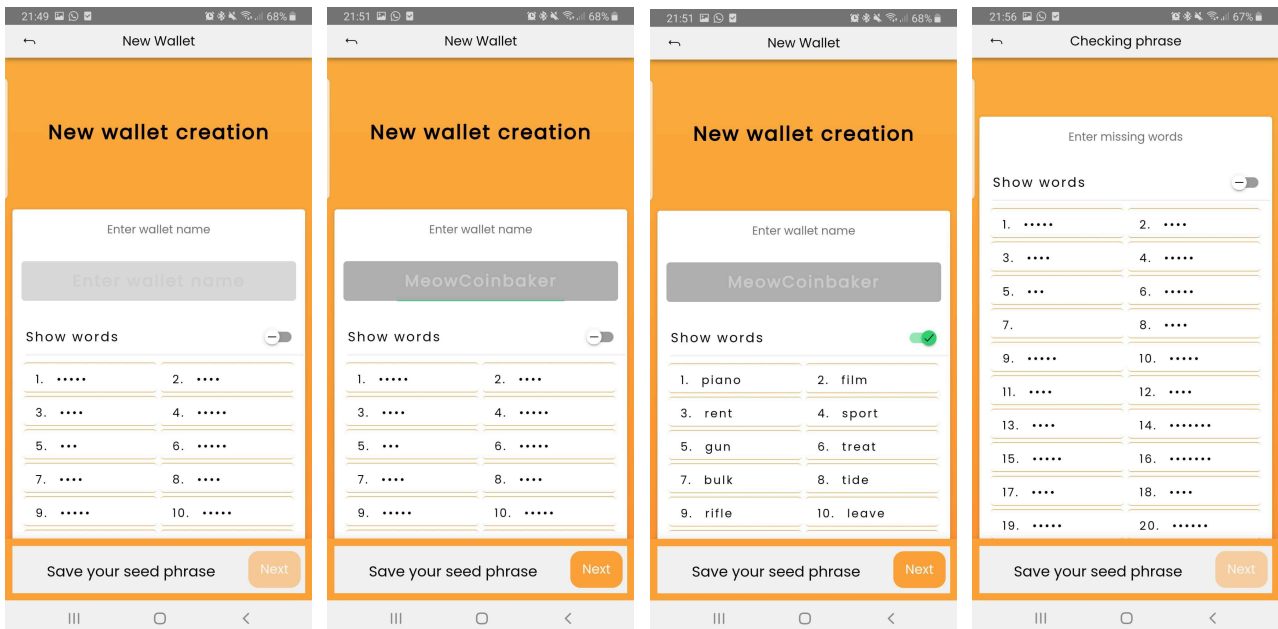 21:49 68%
New Wallet
New wallet creation
Enter wallet name
Enter wallet name
Show words
1. ••••• 2. ••••
3. •••• 4. •••••
5. ••• 6. •••••
7. •••• 8. ••••
9. ••••• 10. •••••
Save your seed phrase Next
21:51 68%
New Wallet
New wallet creation
Enter wallet name
MeowCoinbaker
Show words
1. ••••• 2. ••••
3. •••• 4. •••••
5. ••• 6. •••••
7. •••• 8. ••••
9. ••••• 10. •••••
Save your seed phrase Next
21:51 68%
New Wallet
New wallet creation
Enter wallet name
MeowCoinbaker
Show words
1. piano 2. film
3. rent 4. sport
5. gun 6. treat
7. bulk 8. tide
9. rifle 10. leave
Save your seed phrase Next
21:56 67%
Checking phrase
Enter missing words
Show words
1. ••••• 2. ••••
3. •••• 4. •••••
5. ••• 6. •••••
7. 8. ••••
9. ••••• 10. •••••
11. •••• 12. ••••
13. •••• 14. •••••••
15. ••••• 16. •••••••
17. •••• 18. ••••
19. ••••• 20. ••••••
Save your seed phrase Next